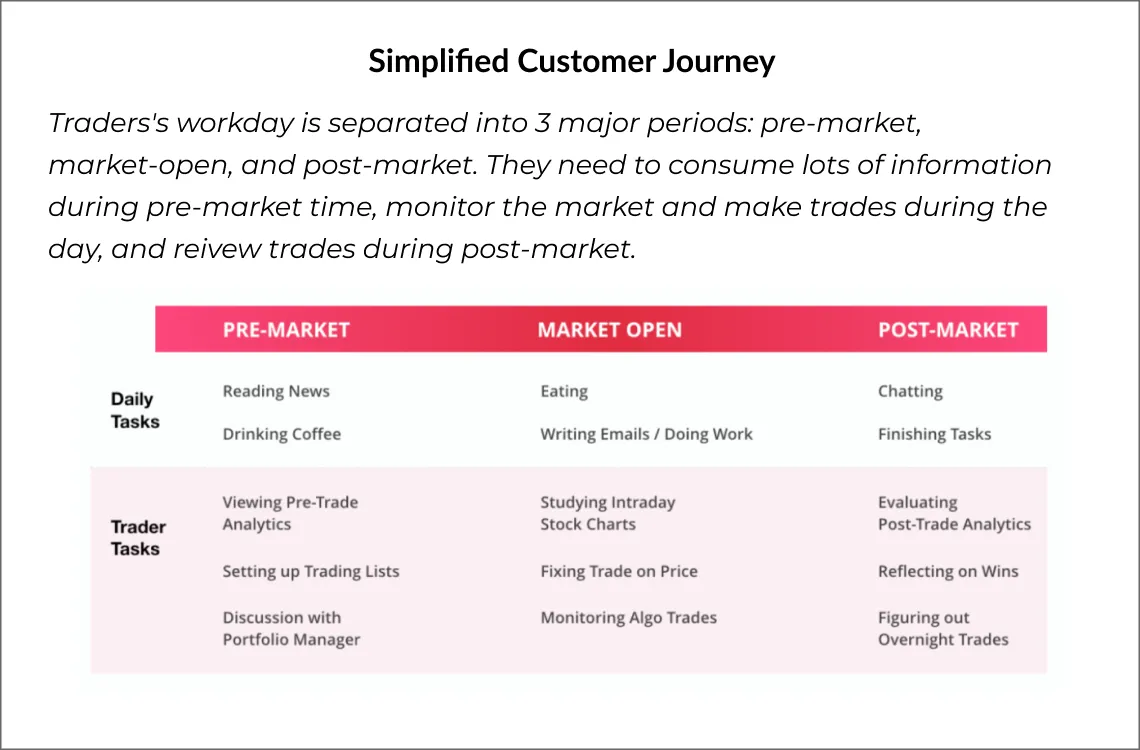 Simplified Customer Journey
Traders's workday is separated into 3 major periods: pre-market,
market-open, and post-market. They need to consume lots of information
during pre-market time, monitor the market and make trades during the
day, and reivew trades during post-market.
PRE-MARKET MARKET OPEN POST-MARKET
Daily
Tasks
Reading News Eating Chatting
Drinking Coffee Writing Emails / Doing Work Finishing Tasks
Trader
Tasks
Viewing Pre-Trade
Analytics
Studying Intraday
Stock Charts
Evaluating
Post-Trade Analytics
Setting up Trading Lists Fixing Trade on Price Reflecting on Wins
Discussion with
Portfolio Manager
Monitoring Algo Trades
Figuring out
Overnight Trades